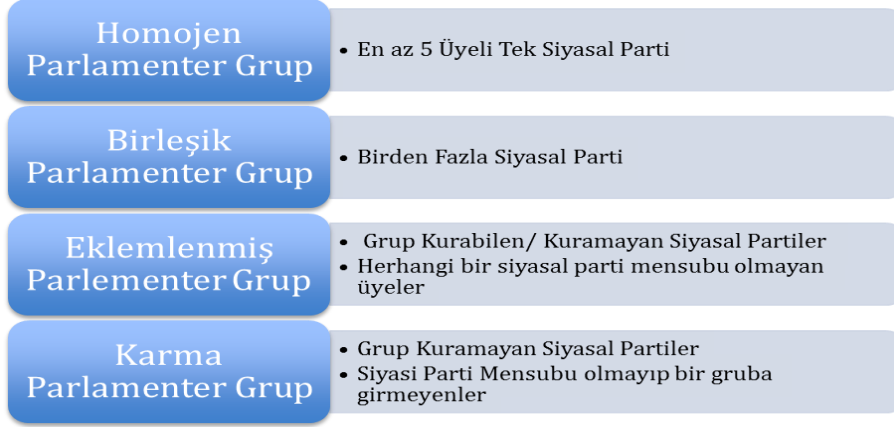 Homojen
Parlamenter Grup
• En az 5 Üyeli Tek Siyasal Parti
Birleşik
Parlamenter Grup
• Birden Fazla Siyasal Parti
Eklemlenmiş
Parlementer Grup
• Grup Kurabilen/ Kuramayan Siyasal Partiler
• Herhangi bir siyasal parti mensubu olmayan
üyeler
Karma
Parlamenter Grup
• Grup Kuramayan Siyasal Partiler
• Siyasi Parti Mensubu olmayıp bir gruba
girmeyenler